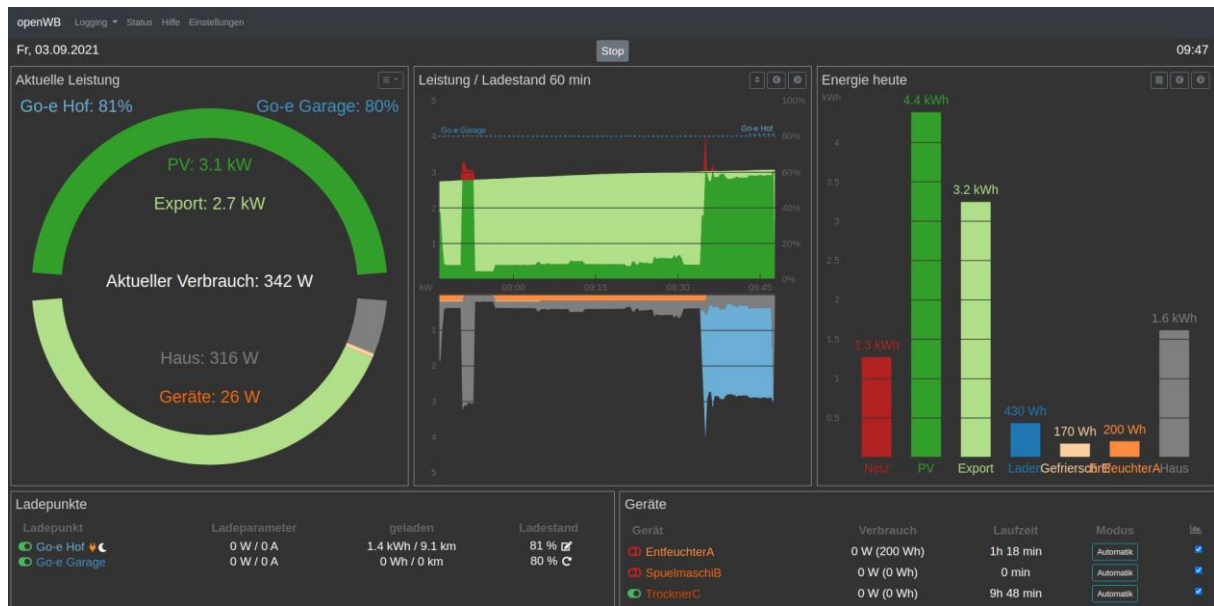 openWB Logging Status Hilfe Einstellungen
Fr, 03.09.2021 Stop 09:47
Aktuelle Leistung
Go-e Hof: 81% Go-e Garage: 80%
PV: 3.1 kW
Export: 2.7 kW
Aktueller Verbrauch: 342 W
Haus: 316 W
Geräte: 26 W
Leistung / Ladestand 60 min
5 100%
4 Go-e Garage Go-e Hof 80%
3 60%
2 40%
1 20%
0%
kW 09:00 09:15 09:30 09:45
1
2
3
4
5
Energie heute
kWh 4.4 kWh
4
3.5
3.2 kWh
3
2.5
2
1.6 kWh
1.5 1.3 kWh
1
430 Wh
0.5 170 Wh 200 Wh
Netz PV Export Laden EntfeuchterA Haus
Ladepunkte
Ladepunkt Ladeparameter geladen Ladestand
Go-e Hof 0 W / 0 A 1.4 kWh / 9.1 km 81 %
Go-e Garage 0 W / 0 A 0 Wh / 0 km 80 %
Geräte
Gerät Verbrauch Laufzeit Modus
EntfeuchterA 0 W (200 Wh) 1h 18 min Automatik
SpuelmaschiB 0 W (0 Wh) 0 min Automatik
TrocknerC 0 W (0 Wh) 9h 48 min Automatik